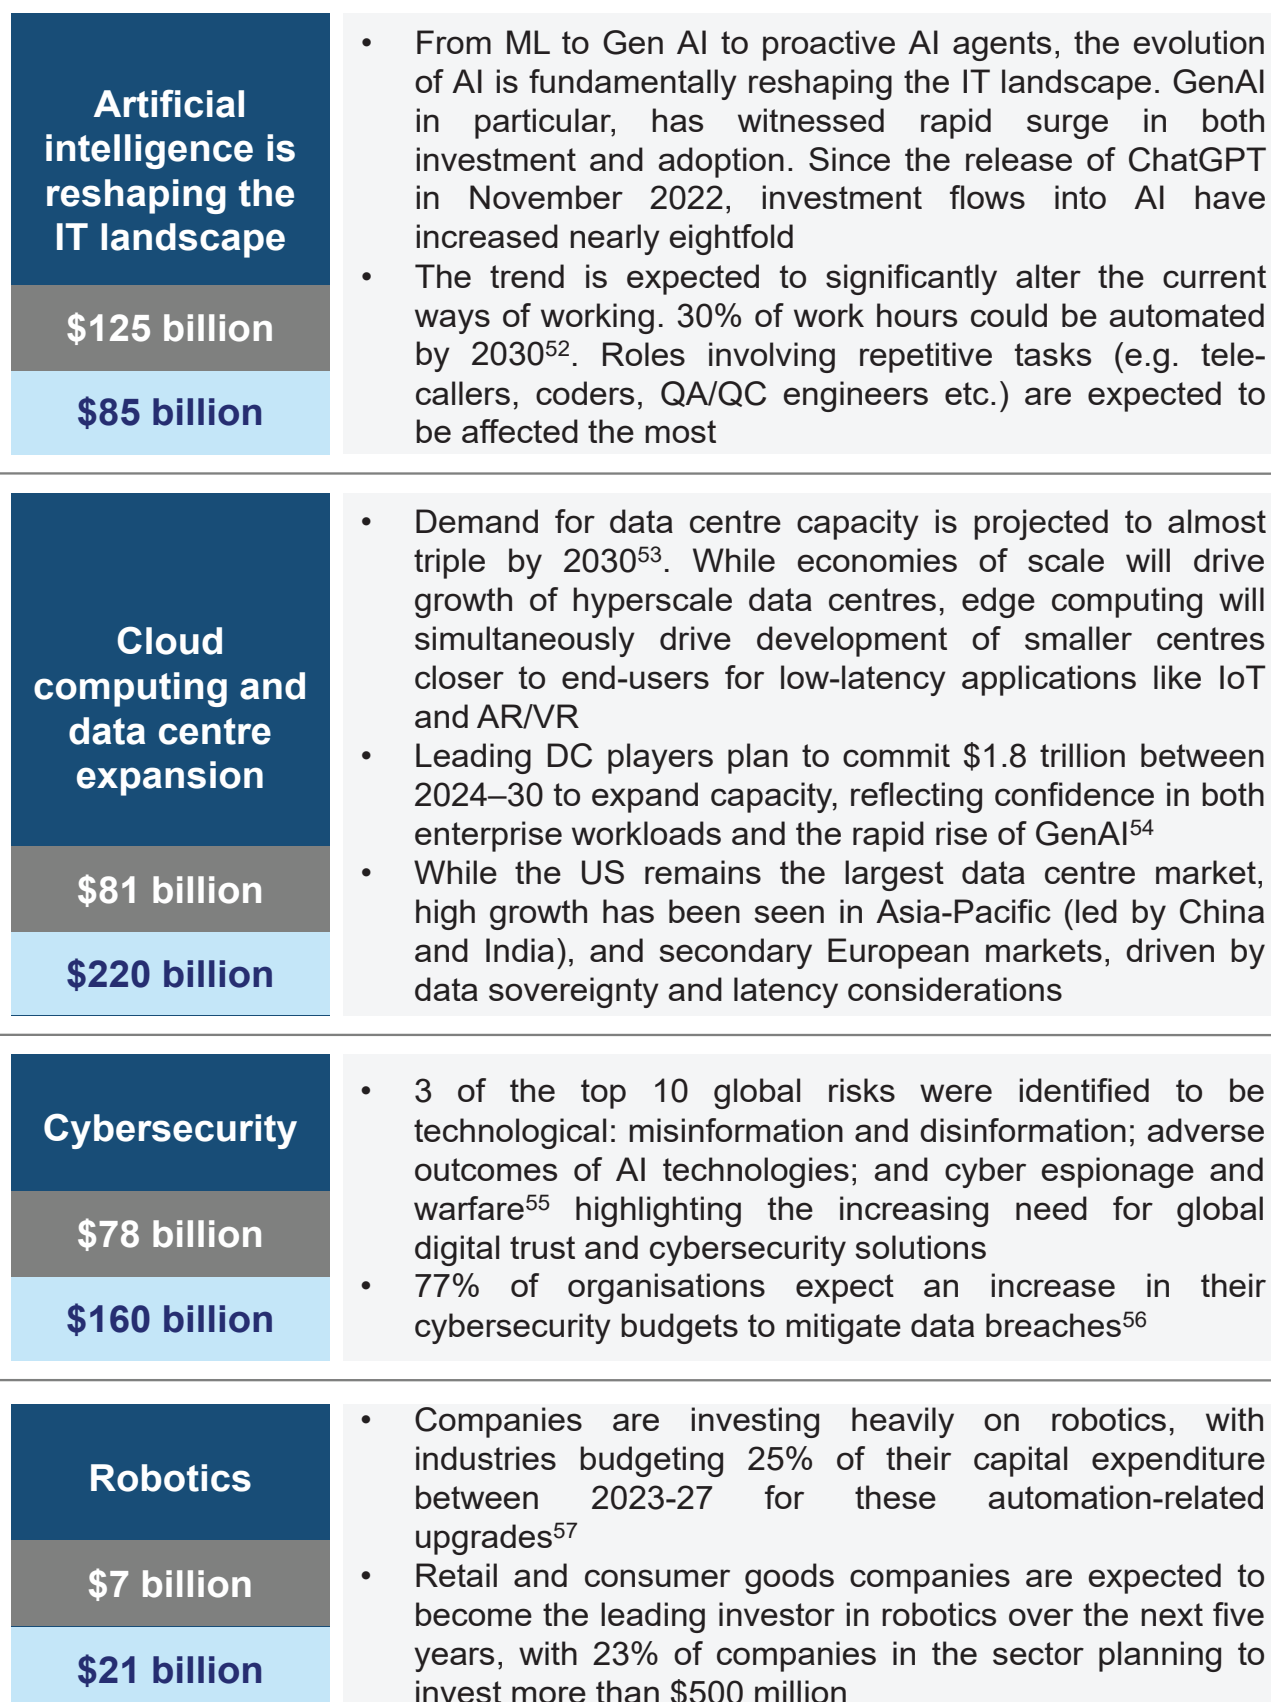 Artificial
intelligence is
reshaping the
IT landscape
$125 billion
$85 billion
• From ML to Gen AI to proactive AI agents, the evolution
of AI is fundamentally reshaping the IT landscape. GenAI
in particular, has witnessed rapid surge in both
investment and adoption. Since the release of ChatGPT
in November 2022, investment flows into AI have
increased nearly eightfold
• The trend is expected to significantly alter the current
ways of working. 30% of work hours could be automated
by 2030⁵². Roles involving repetitive tasks (e.g. tele-
callers, coders, QA/QC engineers etc.) are expected to
be affected the most
Cloud
computing and
data centre
expansion
$81 billion
$220 billion
• Demand for data centre capacity is projected to almost
triple by 2030⁵³. While economies of scale will drive
growth of hyperscale data centres, edge computing will
simultaneously drive development of smaller centres
closer to end-users for low-latency applications like IoT
and AR/VR
• Leading DC players plan to commit $1.8 trillion between
2024–30 to expand capacity, reflecting confidence in both
enterprise workloads and the rapid rise of GenAI⁵⁴
• While the US remains the largest data centre market,
high growth has been seen in Asia-Pacific (led by China
and India), and secondary European markets, driven by
data sovereignty and latency considerations
Cybersecurity
$78 billion
$160 billion
• 3 of the top 10 global risks were identified to be
technological: misinformation and disinformation; adverse
outcomes of AI technologies; and cyber espionage and
warfare⁵⁵ highlighting the increasing need for global
digital trust and cybersecurity solutions
• 77% of organisations expect an increase in their
cybersecurity budgets to mitigate data breaches⁵⁶
Robotics
$7 billion
$21 billion
• Companies are investing heavily on robotics, with
industries budgeting 25% of their capital expenditure
between 2023-27 for these automation-related
upgrades⁵⁷
• Retail and consumer goods companies are expected to
become the leading investor in robotics over the next five
years, with 23% of companies in the sector planning to
invest more than $500 million